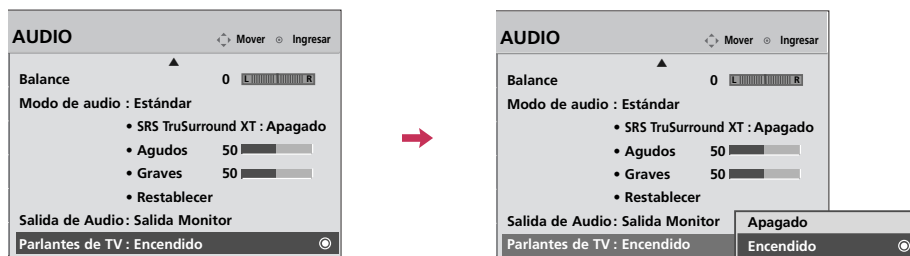 AUDIO Mover Ingresar
Balance 0 L R
Modo de audio : Estándar
• SRS TruSurround XT : Apagado
• Agudos 50
• Graves 50
• Restablecer
Salida de Audio : Salida Monitor
Parlantes de TV : Encendido
AUDIO Mover Ingresar
Balance 0 L R
Modo de audio : Estándar
• SRS TruSurround XT : Apagado
• Agudos 50
• Graves 50
• Restablecer
Salida de Audio : Salida Monitor
Parlantes de TV : Encendido
Apagado
Encendido